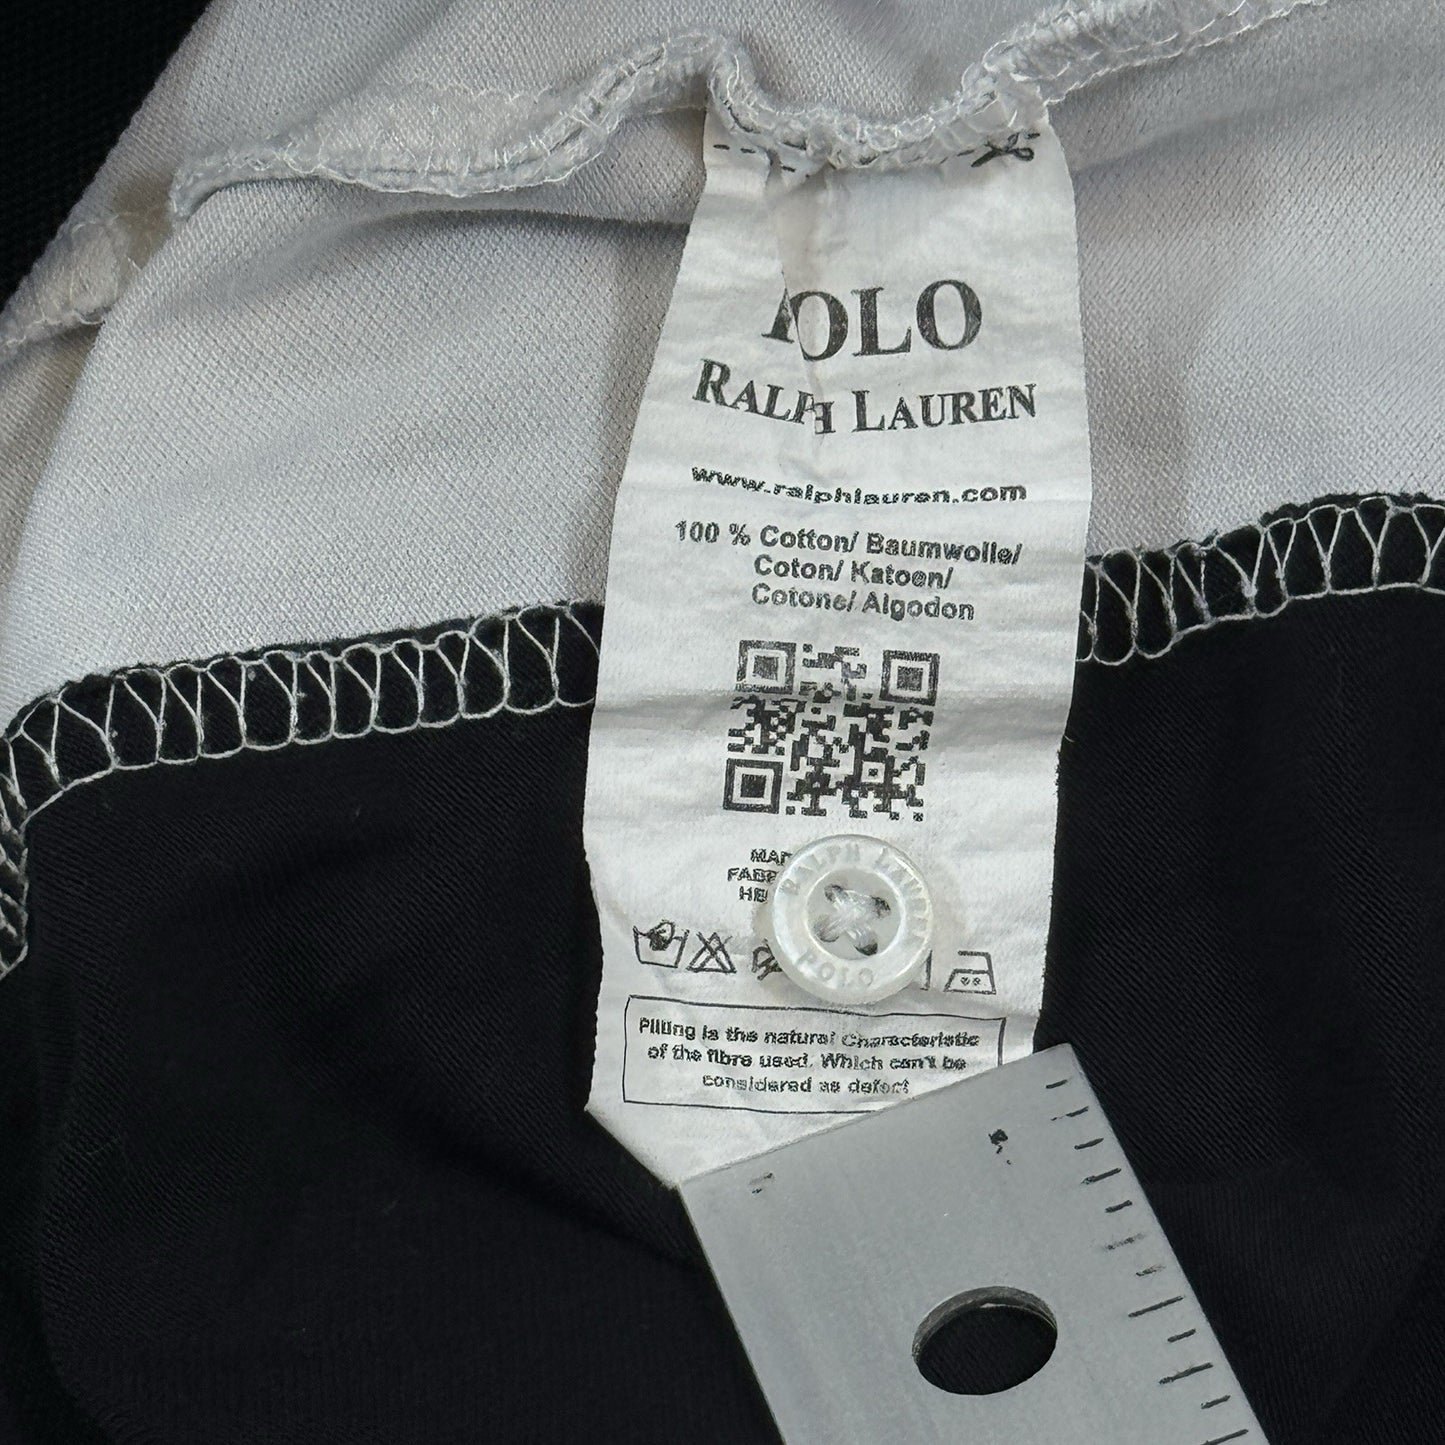 POLO
RALPH LAUREN
www.ralphlauren.com
100 % Cotton/ Baumwolle/
Coton/ Katoen/
Cotone/ Algodon
RALPH LAUREN
POLO
Pilling is the natural Characteristic
of the fibre used. Which can't be
considered as defect